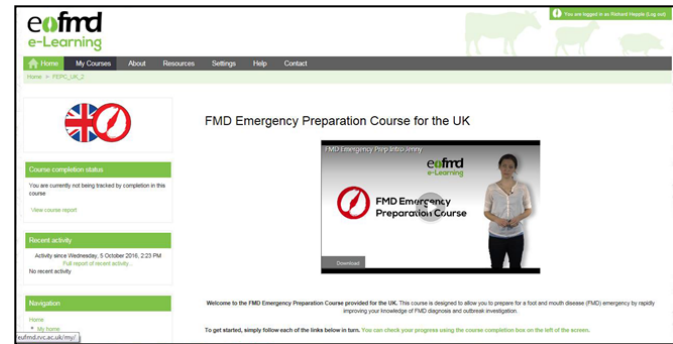 eofmd
e-Learning
You are logged in as Richard Hepple (Log out)
Home My Courses About Resources Settings Help Contact
Home > FEPC_UK_2
FMD Emergency Preparation Course for the UK
FMD Emergency Prep Intro Jenny
eofmd
e-Learning
FMD Emergency
Preparation Course
Download
Course completion status
You are currently not being tracked by completion in this
course
View course report
Recent activity
Activity since Wednesday, 5 October 2016, 2:23 PM
Full report of recent activity...
No recent activity
Navigation
Home
My home
eufmd.rvc.ac.uk/my/
Welcome to the FMD Emergency Preparation Course provided for the UK. This course is designed to allow you to prepare for a foot and mouth disease (FMD) emergency by rapidly
improving your knowledge of FMD diagnosis and outbreak investigation.
To get started, simply follow each of the links below in turn. You can check your progress using the course completion box on the left of the screen.